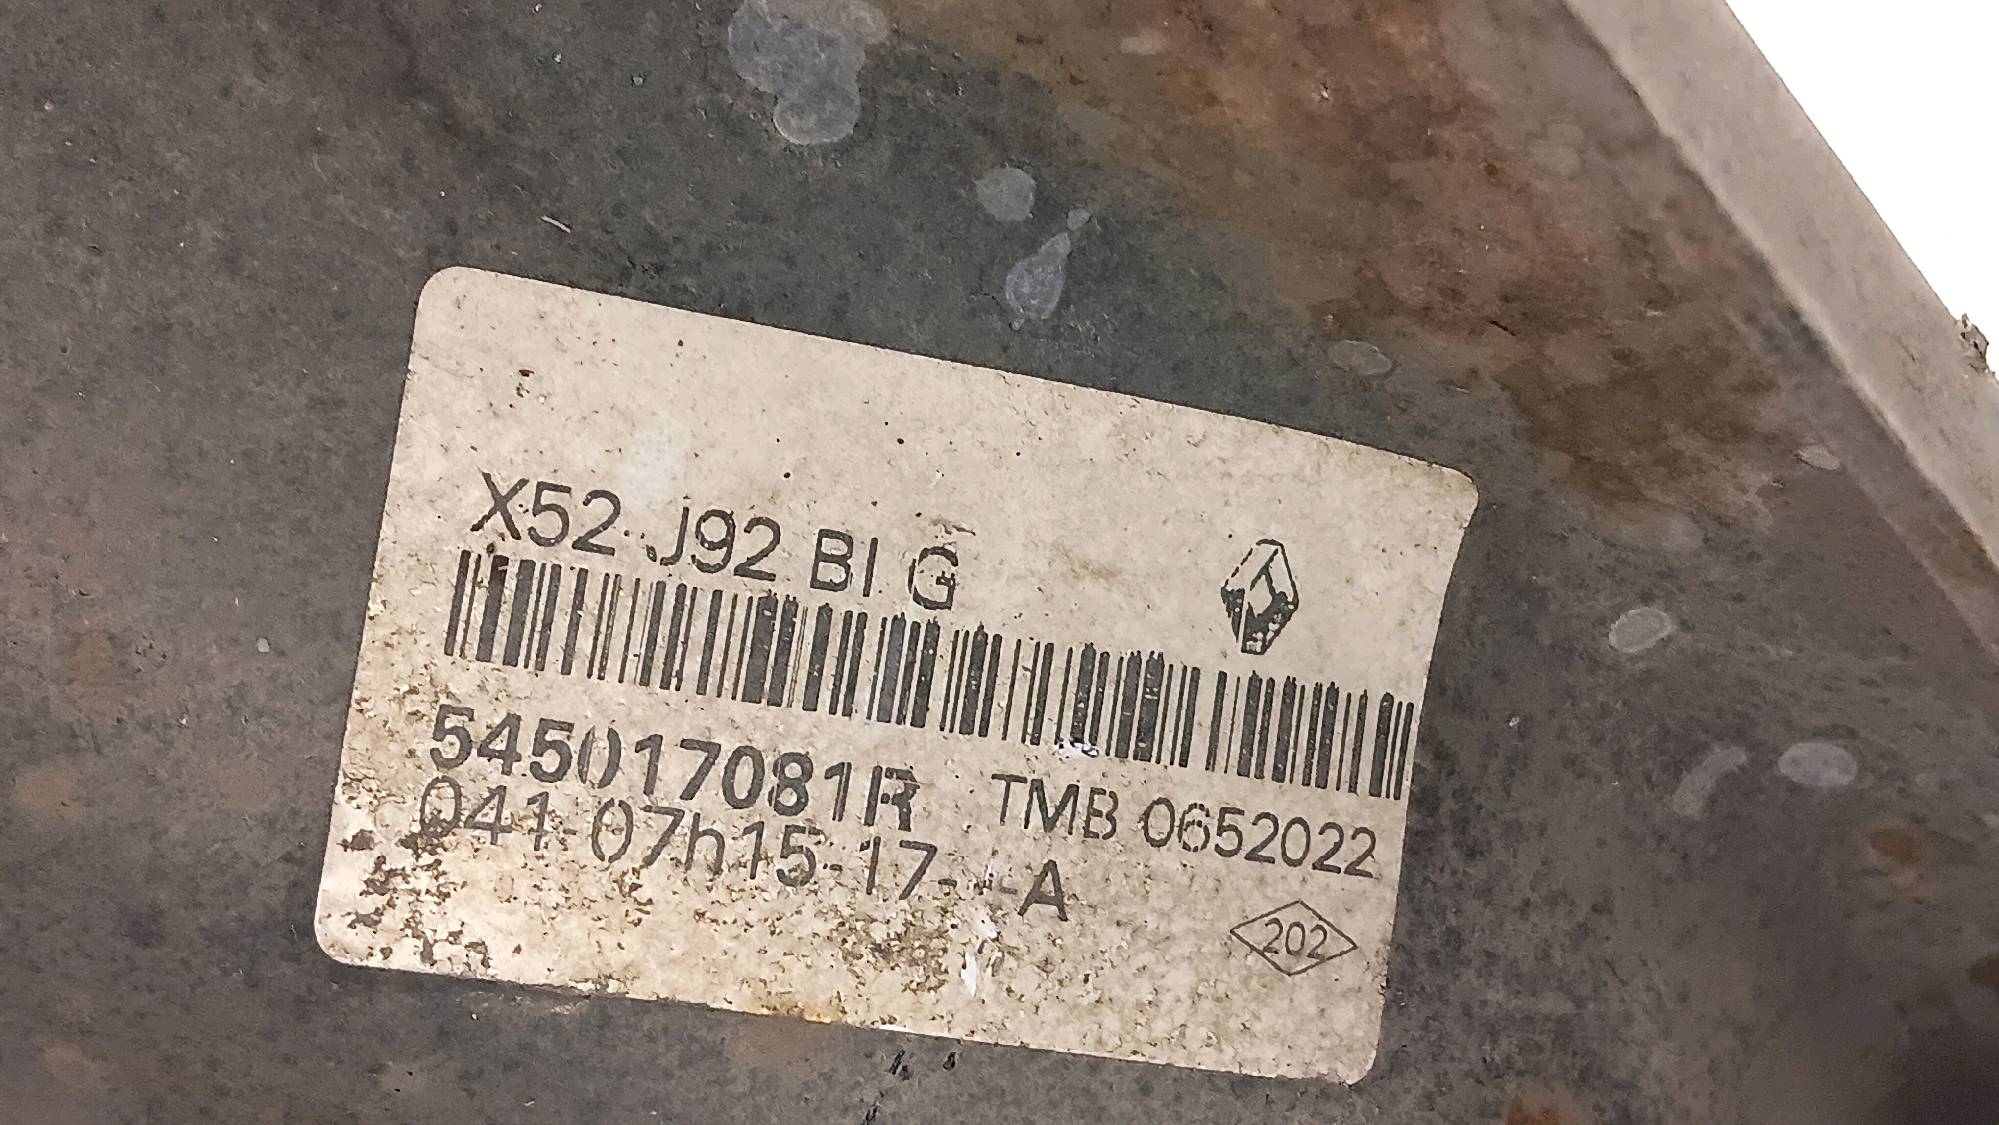 X52 J92 BI G
545017081R TMB 0652022
041-07h15-17- -A
202